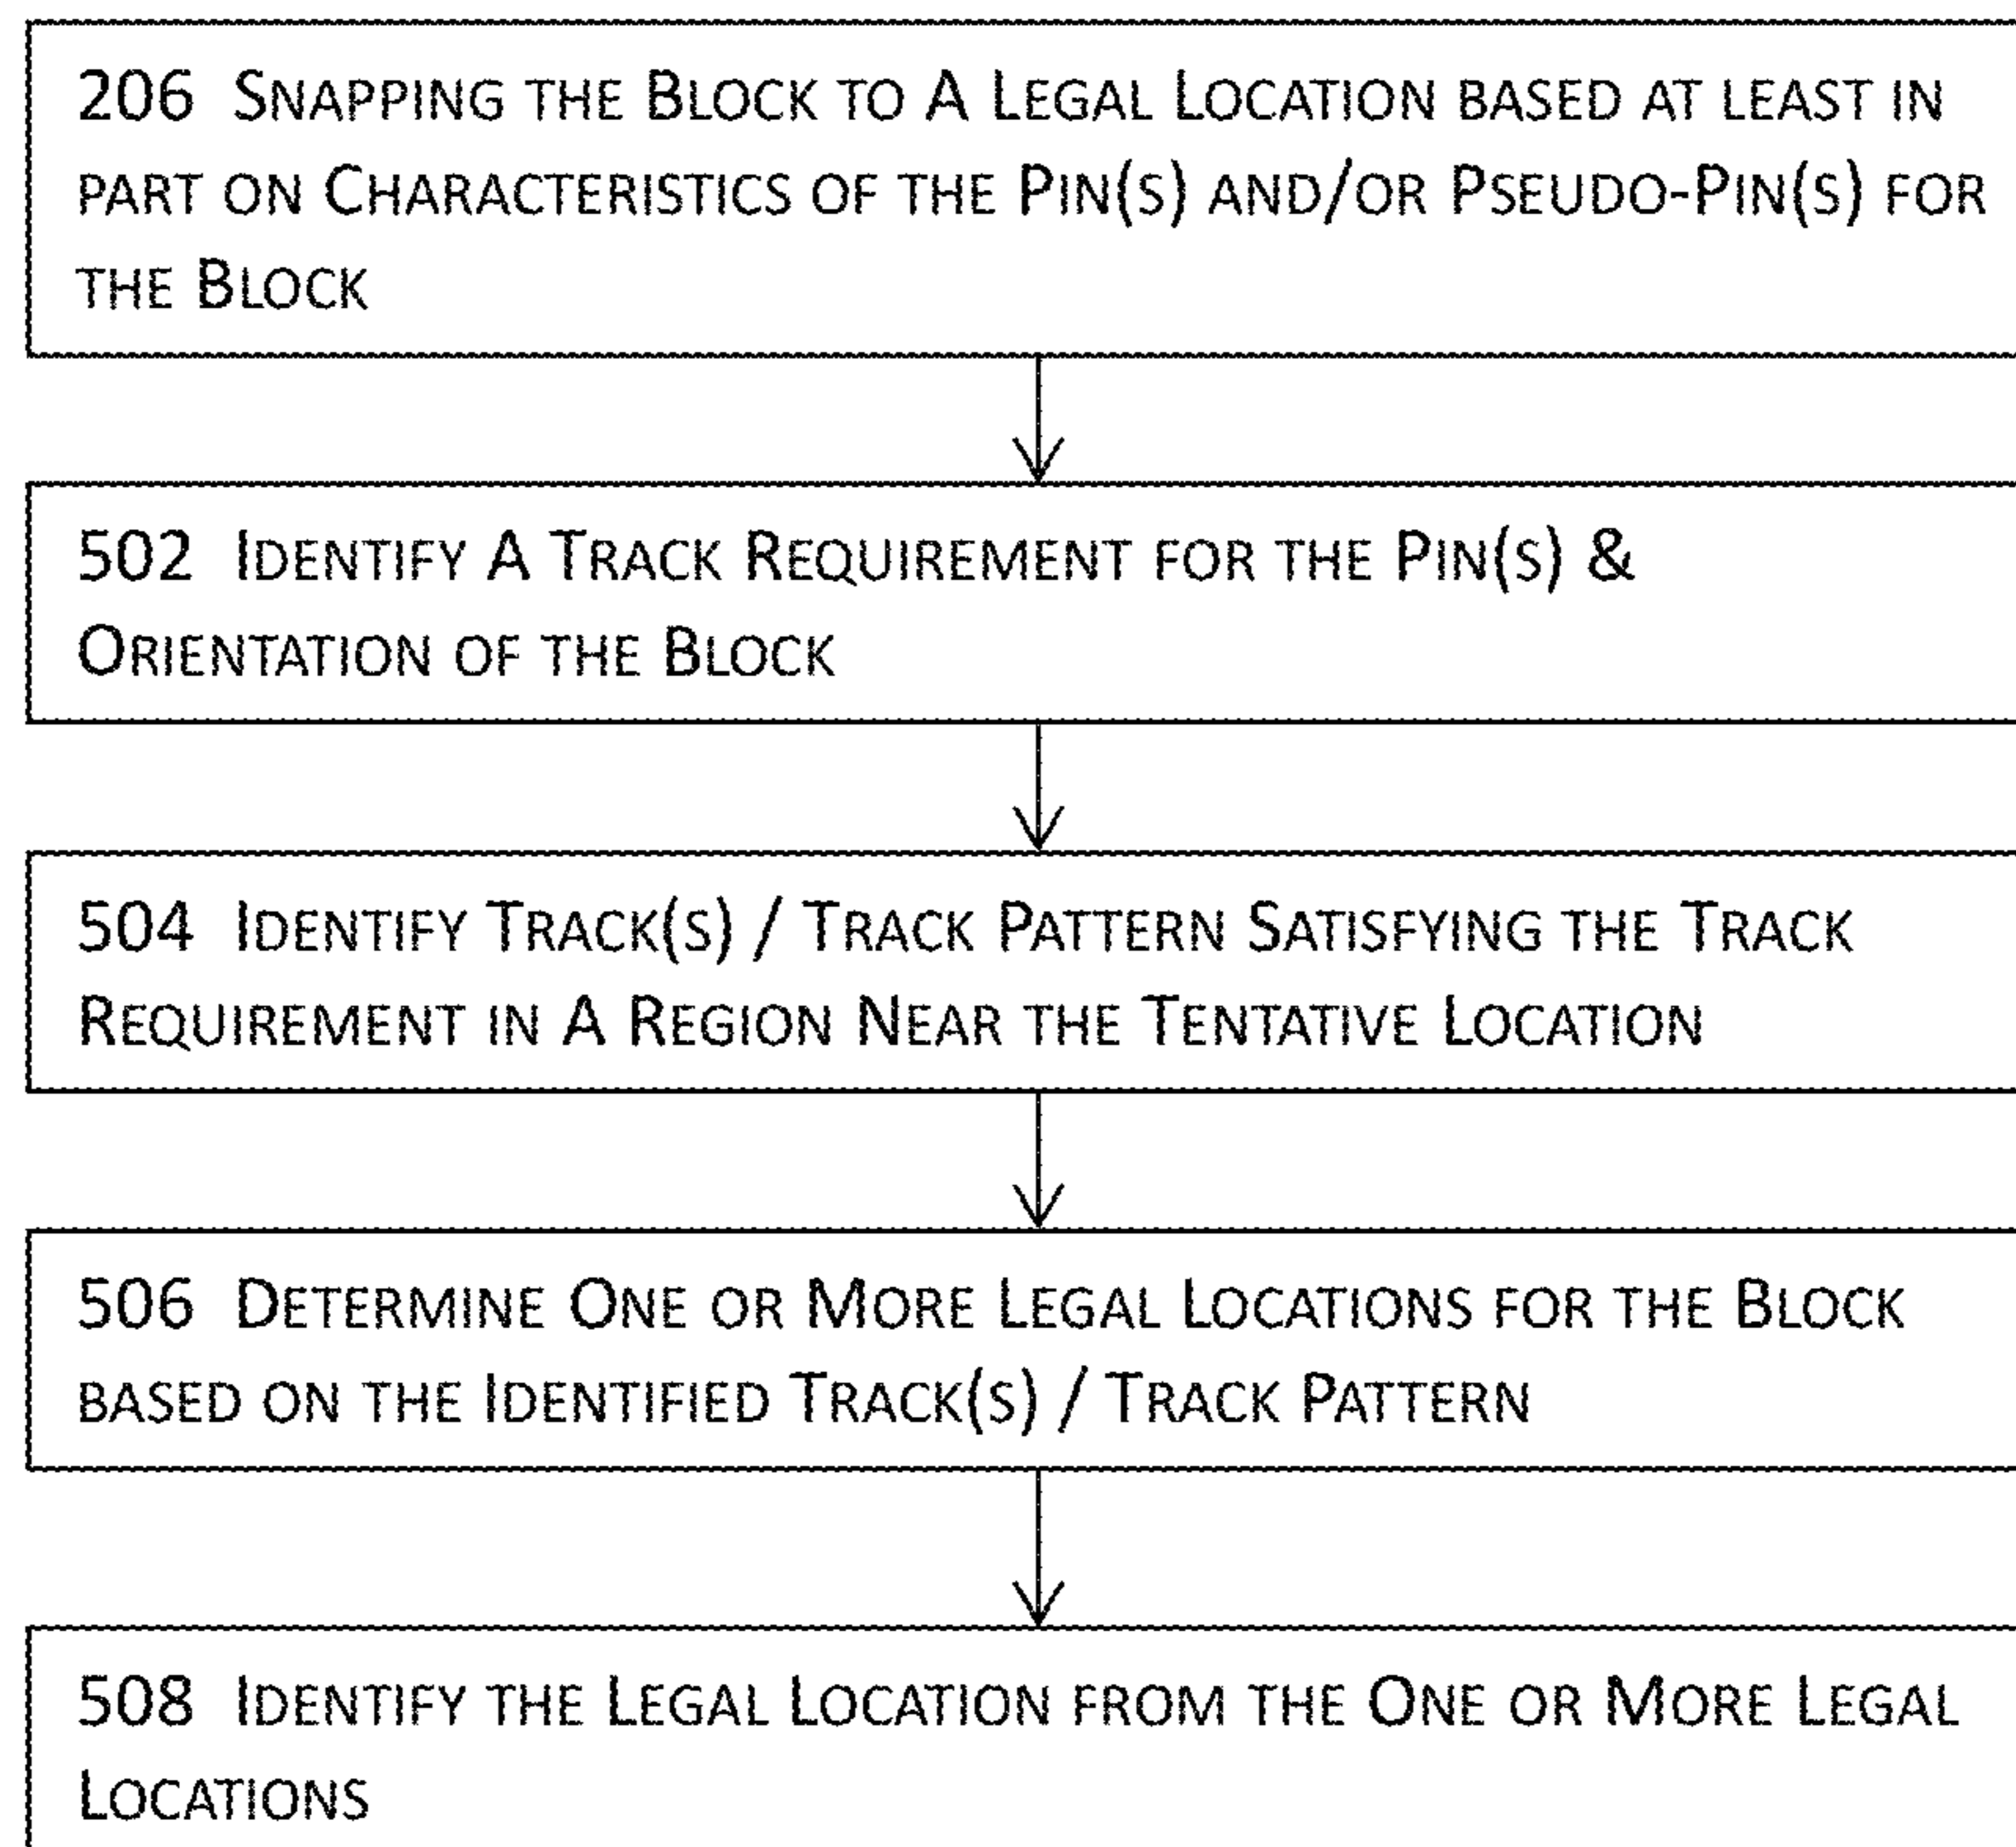 206 Snapping the Block to A Legal Location based at least in
part on Characteristics of the Pin(s) and/or Pseudo-Pin(s) for
the Block
502 Identify A Track Requirement for the Pin(s) &
Orientation of the Block
504 Identify Track(s) / Track Pattern Satisfying the Track
Requirement in A Region Near the Tentative Location
506 Determine One or More Legal Locations for the Block
based on the Identified Track(s) / Track Pattern
508 Identify the Legal Location from the One or More Legal
Locations